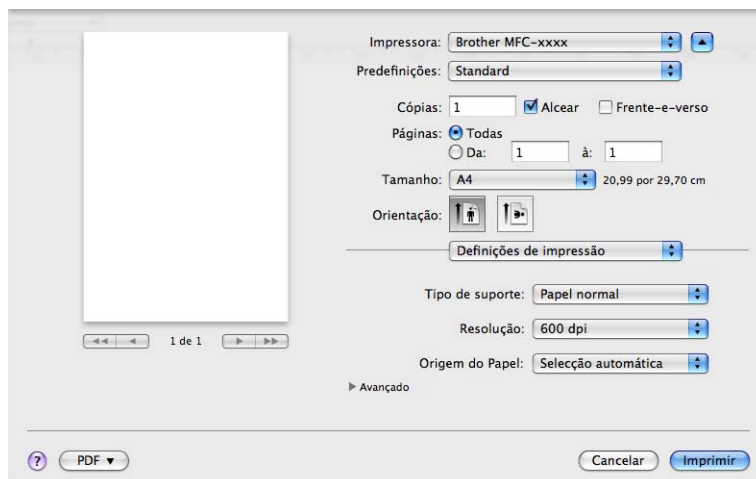 Impressora: Brother MFC-xxxx
Predefinições: Standard
Cópias: 1 Alcear Frente-e-verso
Páginas: Todas
Da: 1 à: 1
Tamanho: A4 20,99 por 29,70 cm
Orientação:
Definições de impressão
Tipo de suporte: Papel normal
Resolução: 600 dpi
Origem do Papel: Selecção automática
Avançado
1 de 1
? PDF ▼ Cancelar Imprimir